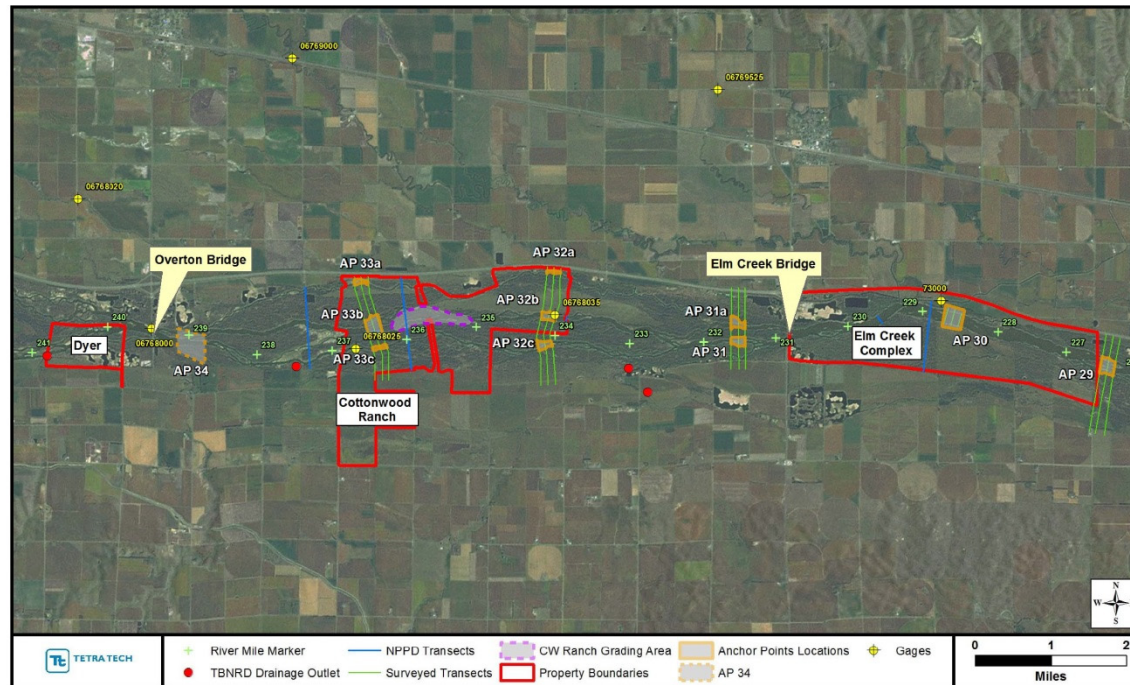 06769000
06769525
06768020
Overton Bridge
AP 33a
AP 32a
Elm Creek Bridge
240
239
AP 33b
235
AP 32b
06768035
AP 31a
229
73000
241
Dyer
06768000
238
237
06768025
236
234
AP 32c
233
232
AP 31
231
230
Elm Creek
Complex
AP 30
228
227
AP 34
AP 33c
Cottonwood
Ranch
AP 29
N
W
E
S
TETRA TECH
River Mile Marker
NPPD Transects
CW Ranch Grading Area
Anchor Points Locations
Gages
TBNRD Drainage Outlet
Surveyed Transects
Property Boundaries
AP 34
0 1 2
Miles